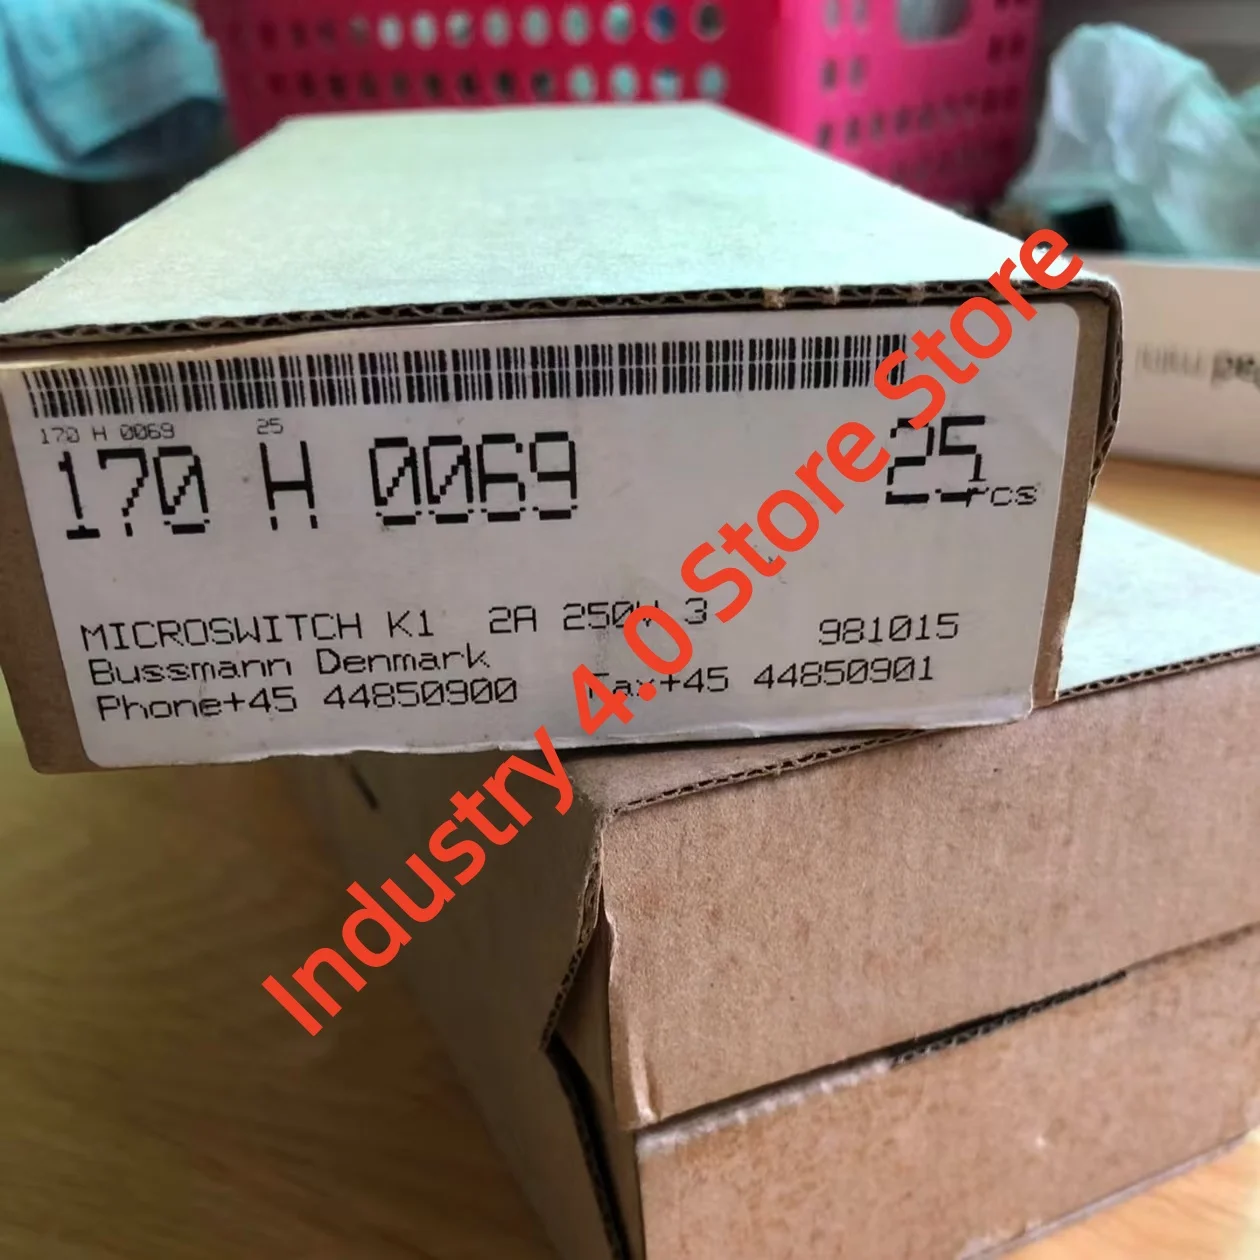 170 H 0069 25
170 H 0069 25 Pcs
MICROSWITCH K1 2A 250V 3 981015
Bussmann Denmark
Phone+45 44850900 Fax+45 44850901
Industry 4.0 Store Store